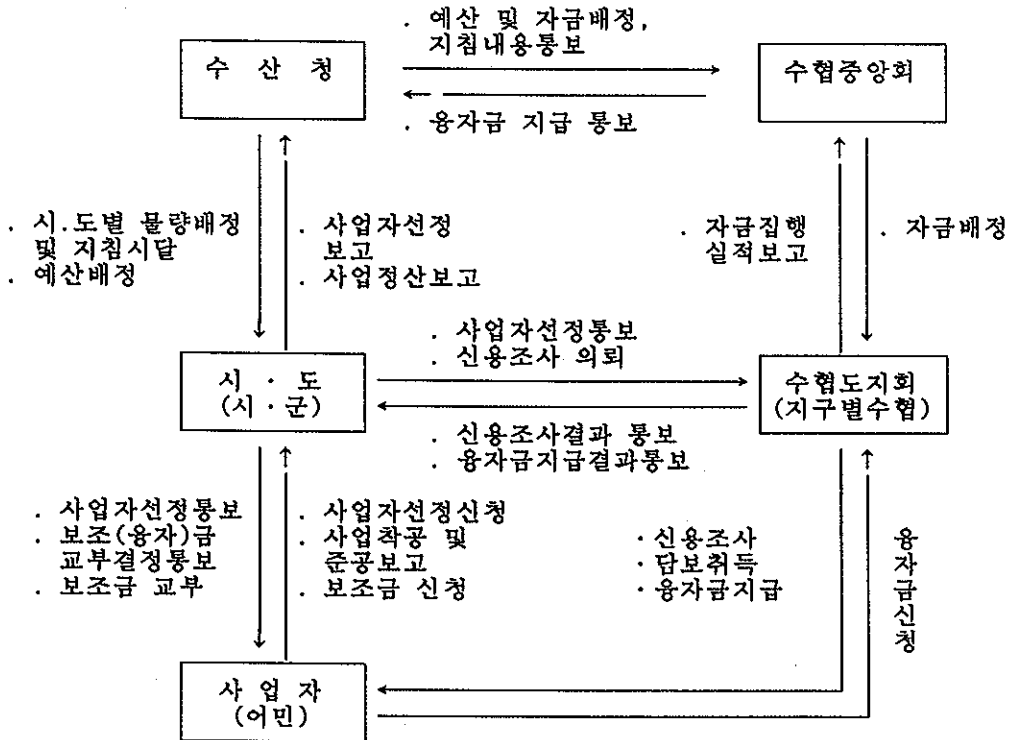 . 예산 및 자금배정,
지침내용통보
수 산 청
수협중앙회
. 융자금 지급 통보
. 시.도별 물량배정
및 지침시달
. 예산배정
. 사업자선정
보고
. 사업정산보고
. 자금집행
실적보고
. 자금배정
. 사업자선정통보
. 신용조사 의뢰
시 · 도
(시·군)
수협도지회
(지구별수협)
. 신용조사결과 통보
. 융자금지급결과통보
. 사업자선정통보
. 보조(융자)금
교부결정통보
. 보조금 교부
. 사업자선정신청
. 사업착공 및
준공보고
. 보조금 신청
·신용조사
·담보취득
·융자금지급
융
자
금
신
청
사 업 자
(어민)